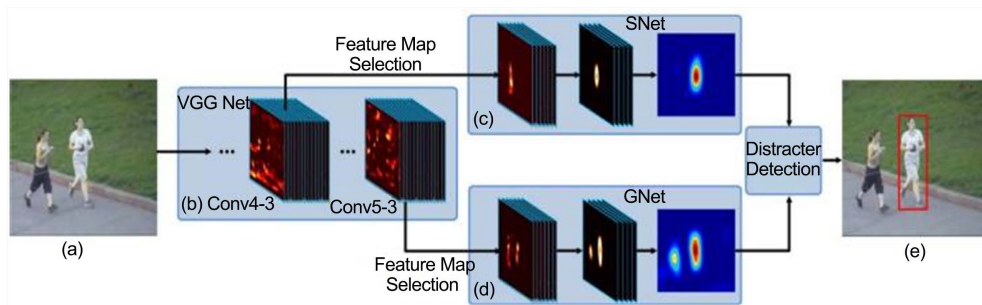 (a)
VGG Net
...
...
(b) Conv4-3
Conv5-3
Feature Map
Selection
Feature Map
Selection
SNet
(c)
GNet
(d)
Distracter
Detection
(e)